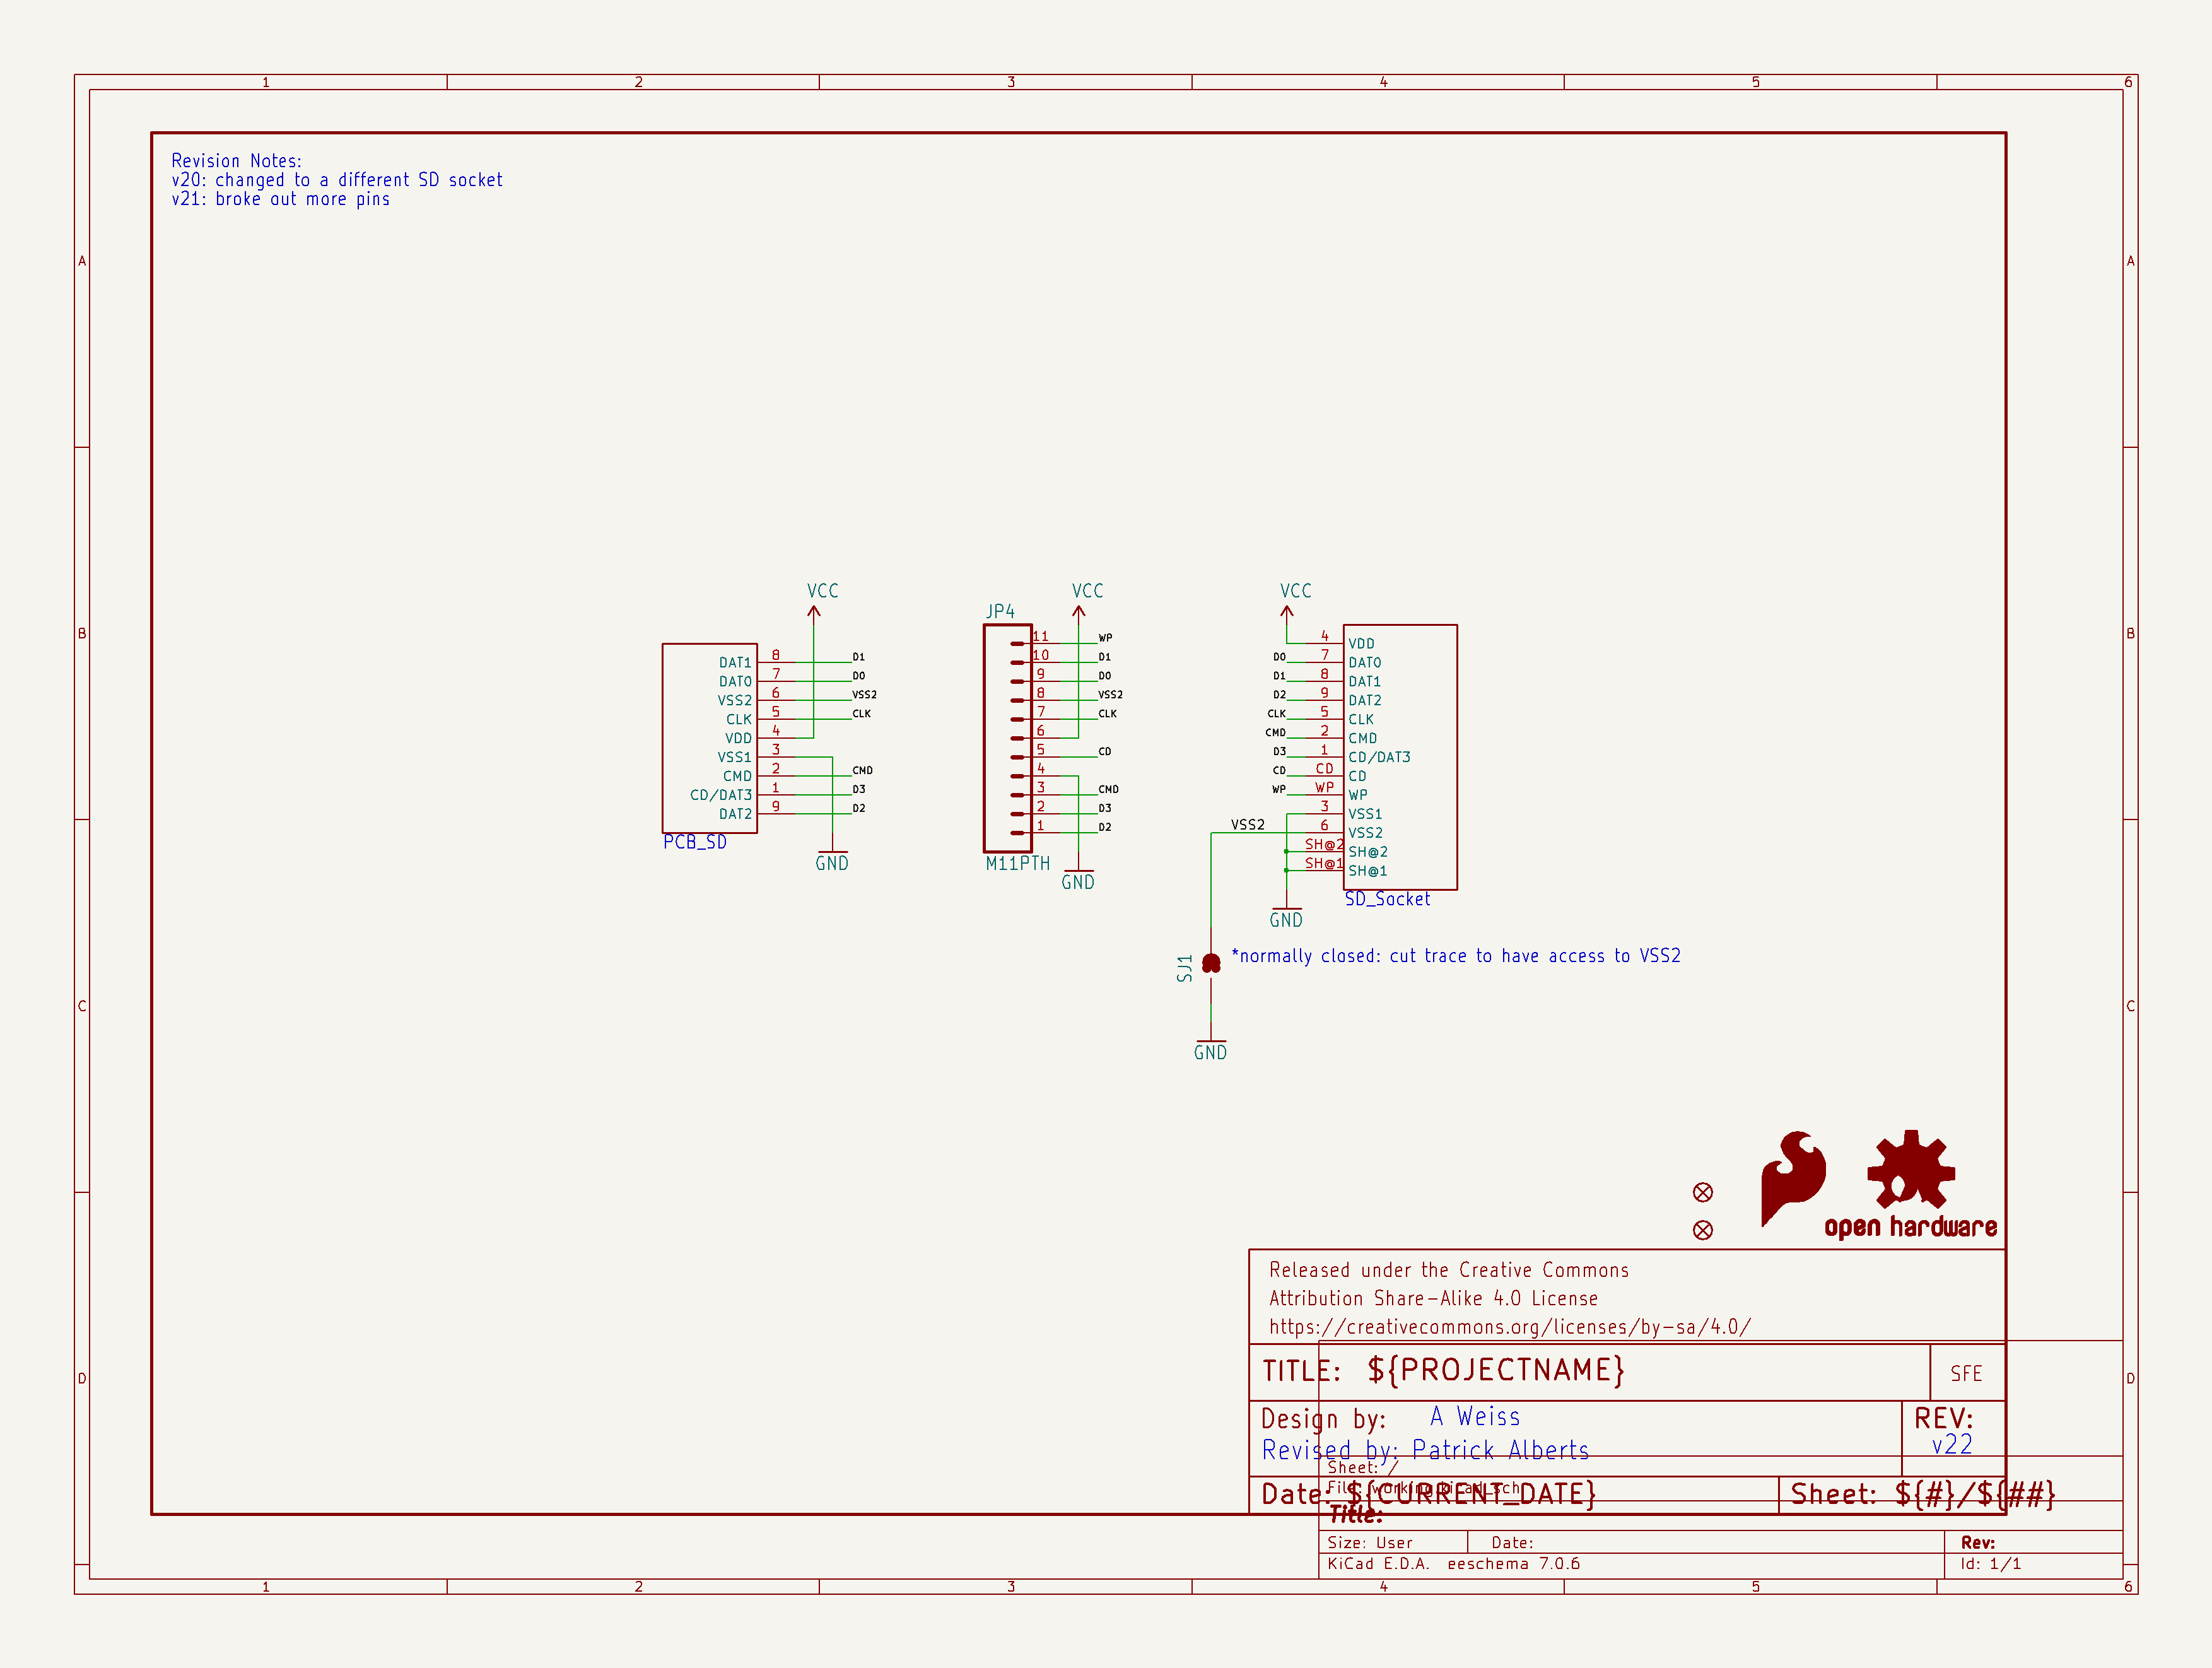 1 2 3 4 5 6
Revision Notes:
v20: changed to a different SD socket
v21: broke out more pins
A A
B B
C C
D D
VCC
DAT1 8 D1
DAT0 7 D0
VSS2 6 VSS2
CLK 5 CLK
VDD 4
VSS1 3
CMD 2 CMD
CD/DAT3 1 D3
DAT2 9 D2
PCB_SD
GND
VCC
JP4
11 WP
10 D1
9 D0
8 VSS2
7 CLK
6
5 CD
4
3 CMD
2 D3
1 D2
M11PTH
GND
VCC
4 VDD
D0 7 DAT0
D1 8 DAT1
D2 9 DAT2
CLK 5 CLK
CMD 2 CMD
D3 1 CD/DAT3
CD CD CD
WP WP WP
3 VSS1
VSS2 6 VSS2
SH@2 SH@2
SH@1 SH@1
SD_Socket
GND
SJ1
*normally closed: cut trace to have access to VSS2
GND
open hardware
Released under the Creative Commons
Attribution Share-Alike 4.0 License
https://creativecommons.org/licenses/by-sa/4.0/
TITLE: ${PROJECTNAME}
SFE
Design by: A Weiss
REV:
v22
Revised by: Patrick Alberts
Sheet: /
File: working.kicad_sch
Date: ${CURRENT_DATE}
Sheet: ${#}/${##}
Title:
Size: User Date: Rev:
KiCad E.D.A. eeschema 7.0.6 Id: 1/1
1 2 3 4 5 6